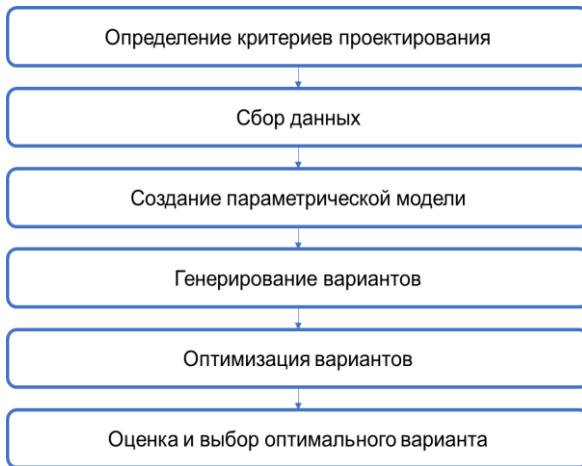 Определение критериев проектирования
Сбор данных
Создание параметрической модели
Генерирование вариантов
Оптимизация вариантов
Оценка и выбор оптимального варианта